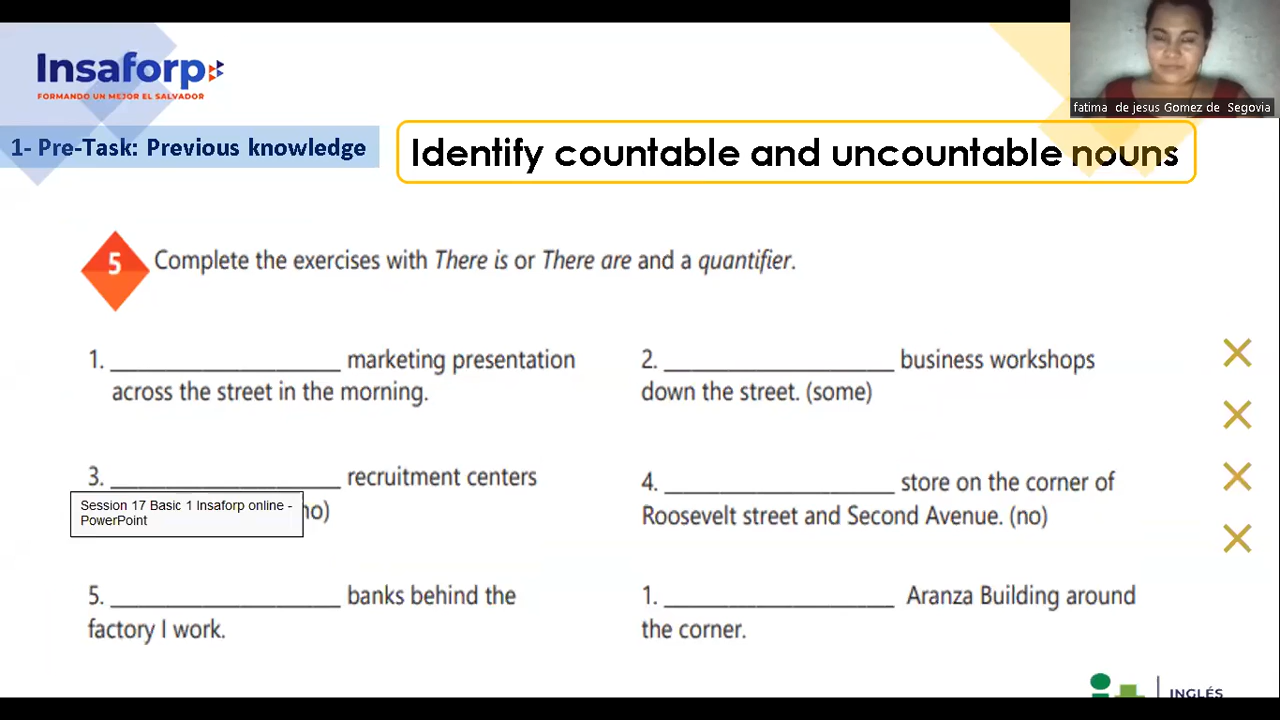 Insaforp
FORMANDO UN MEJOR EL SALVADOR
fatima de jesus Gomez de Segovia
1- Pre-Task: Previous knowledge
Identify countable and uncountable nouns
5
Complete the exercises with There is or There are and a quantifier.
1. ____________________ marketing presentation
across the street in the morning.
2. ____________________ business workshops
down the street. (some)
3. ____________________ recruitment centers
no)
Session 17 Basic 1 Insaforp online -
PowerPoint
4. ____________________ store on the corner of
Roosevelt street and Second Avenue. (no)
5. ____________________ banks behind the
factory I work.
1. ____________________ Aranza Building around
the corner.
INGLÉS